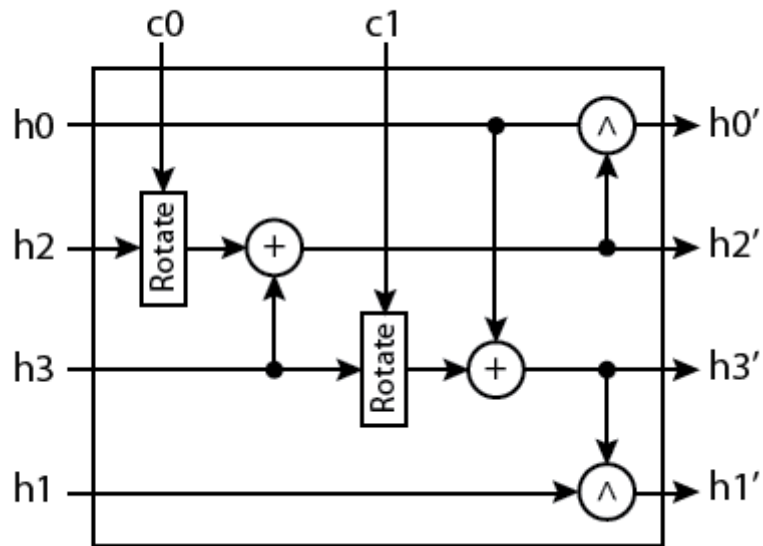 c0 c1
h0 ^ h0’
h2 Rotate + h2’
h3 Rotate + h3’
h1 ^ h1’